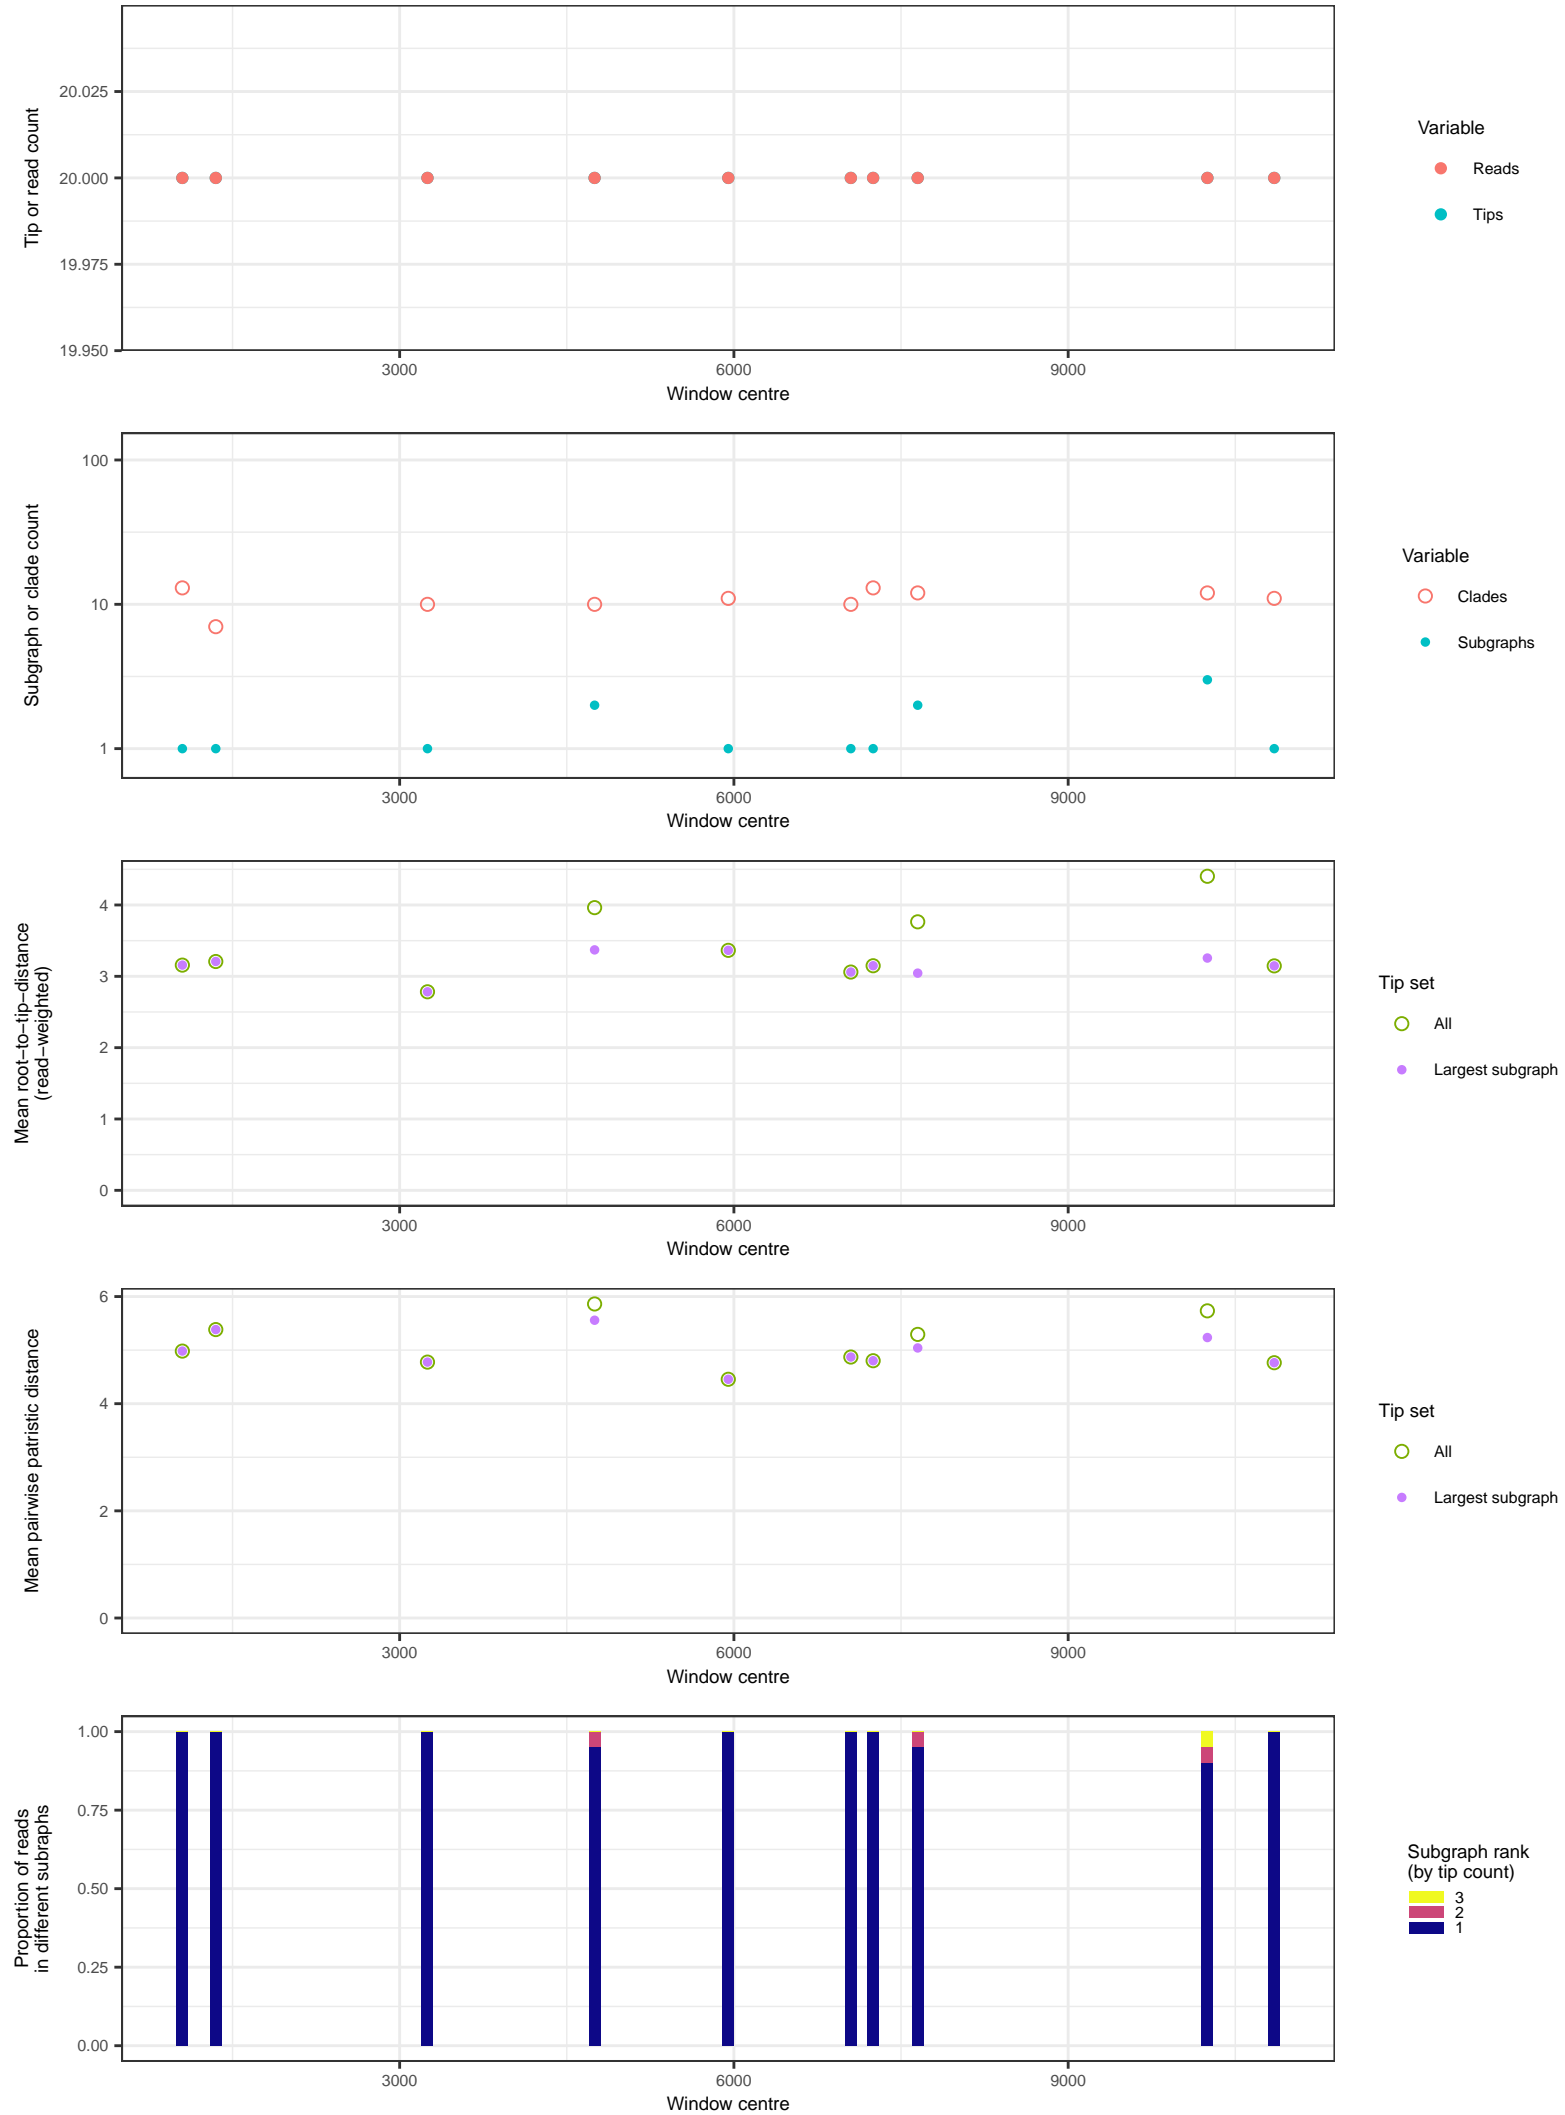 Tip or read count
20.025
20.000
19.975
19.950
3000
6000
9000
Window centre
Variable
Reads
Tips
Subgraph or clade count
100
10
1
3000
6000
9000
Window centre
Variable
Clades
Subgraphs
Mean root−to−tip−distance
(read−weighted)
4
3
2
1
0
3000
6000
9000
Window centre
Tip set
All
Largest subgraph
Mean pairwise patristic distance
6
4
2
0
3000
6000
9000
Window centre
Tip set
All
Largest subgraph
Proportion of reads
in different subraphs
1.00
0.75
0.50
0.25
0.00
3000
6000
9000
Window centre
Subgraph rank
(by tip count)
3
2
1